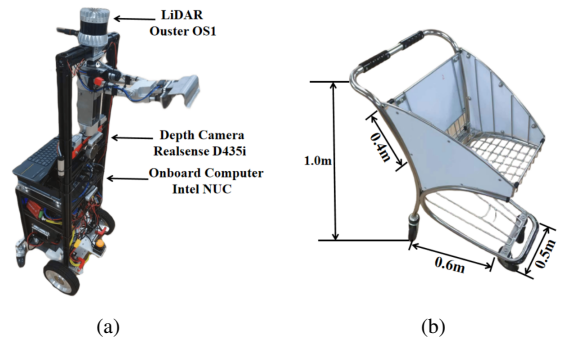 LiDAR
Ouster OS1
Depth Camera
Realsense D435i
Onboard Computer
Intel NUC
(a)
1.0m
0.4m
0.6m
0.5m
(b)